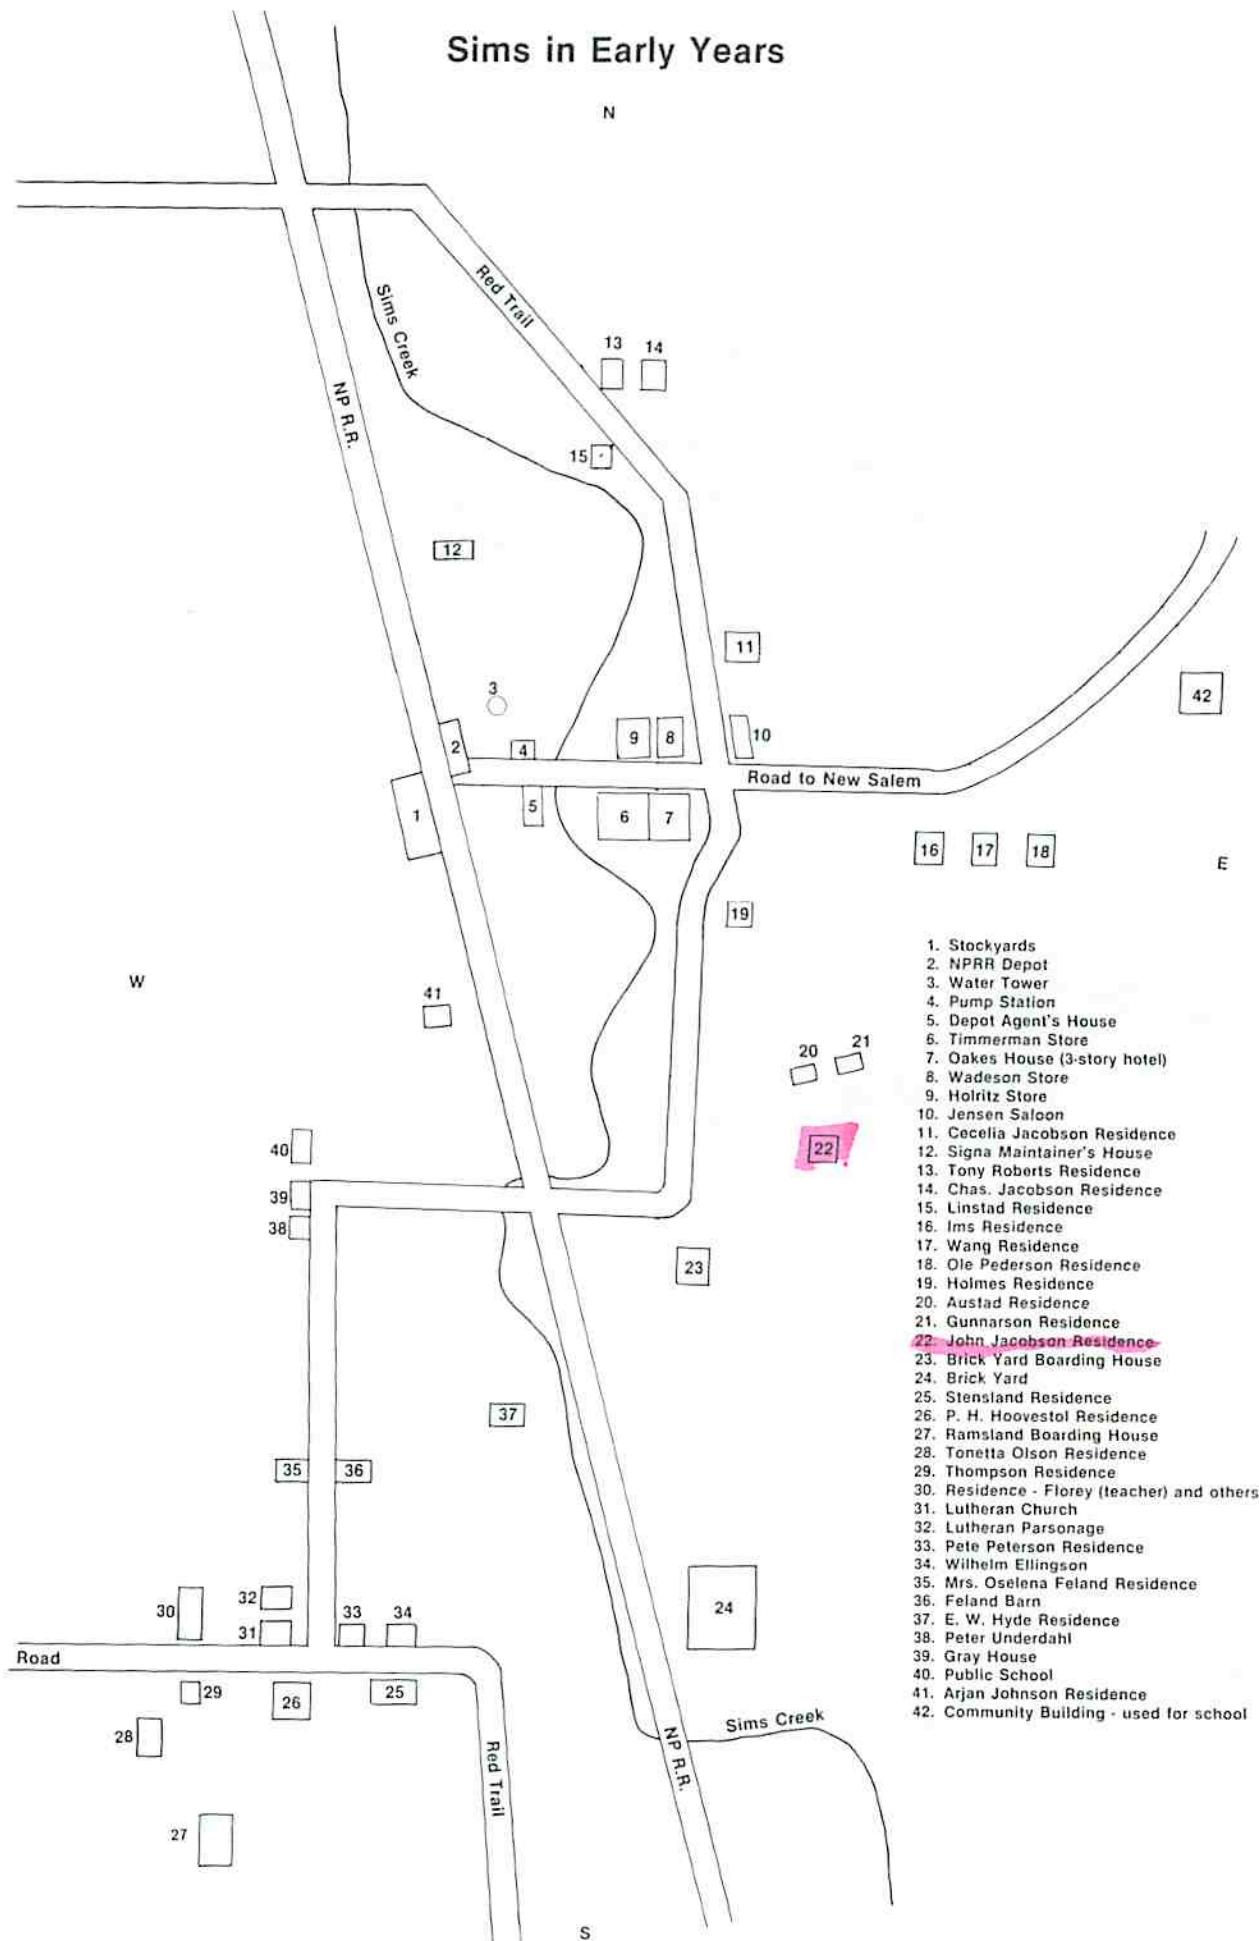 Sims in Early Years
N
Red Trail
Sims Creek
13
14
NP R.R.
15
12
11
3
42
2
4
9
8
10
Road to New Salem
1
5
6
7
16
17
18
E
19
W
41
20
21
40
22
39
38
23
37
35
36
30
32
31
33
34
24
Road
29
26
25
28
Red Trail
NP R.R.
Sims Creek
27
S
1. Stockyards
2. NPRR Depot
3. Water Tower
4. Pump Station
5. Depot Agent's House
6. Timmerman Store
7. Oakes House (3-story hotel)
8. Wadeson Store
9. Holritz Store
10. Jensen Saloon
11. Cecelia Jacobson Residence
12. Signa Maintainer's House
13. Tony Roberts Residence
14. Chas. Jacobson Residence
15. Linstad Residence
16. Ims Residence
17. Wang Residence
18. Ole Pederson Residence
19. Holmes Residence
20. Austad Residence
21. Gunnarson Residence
22. John Jacobson Residence
23. Brick Yard Boarding House
24. Brick Yard
25. Stensland Residence
26. P. H. Hoovestol Residence
27. Ramsland Boarding House
28. Tonetta Olson Residence
29. Thompson Residence
30. Residence - Florey (teacher) and others
31. Lutheran Church
32. Lutheran Parsonage
33. Pete Peterson Residence
34. Wilhelm Ellingson
35. Mrs. Oselena Feland Residence
36. Feland Barn
37. E. W. Hyde Residence
38. Peter Underdahl
39. Gray House
40. Public School
41. Arjan Johnson Residence
42. Community Building - used for school